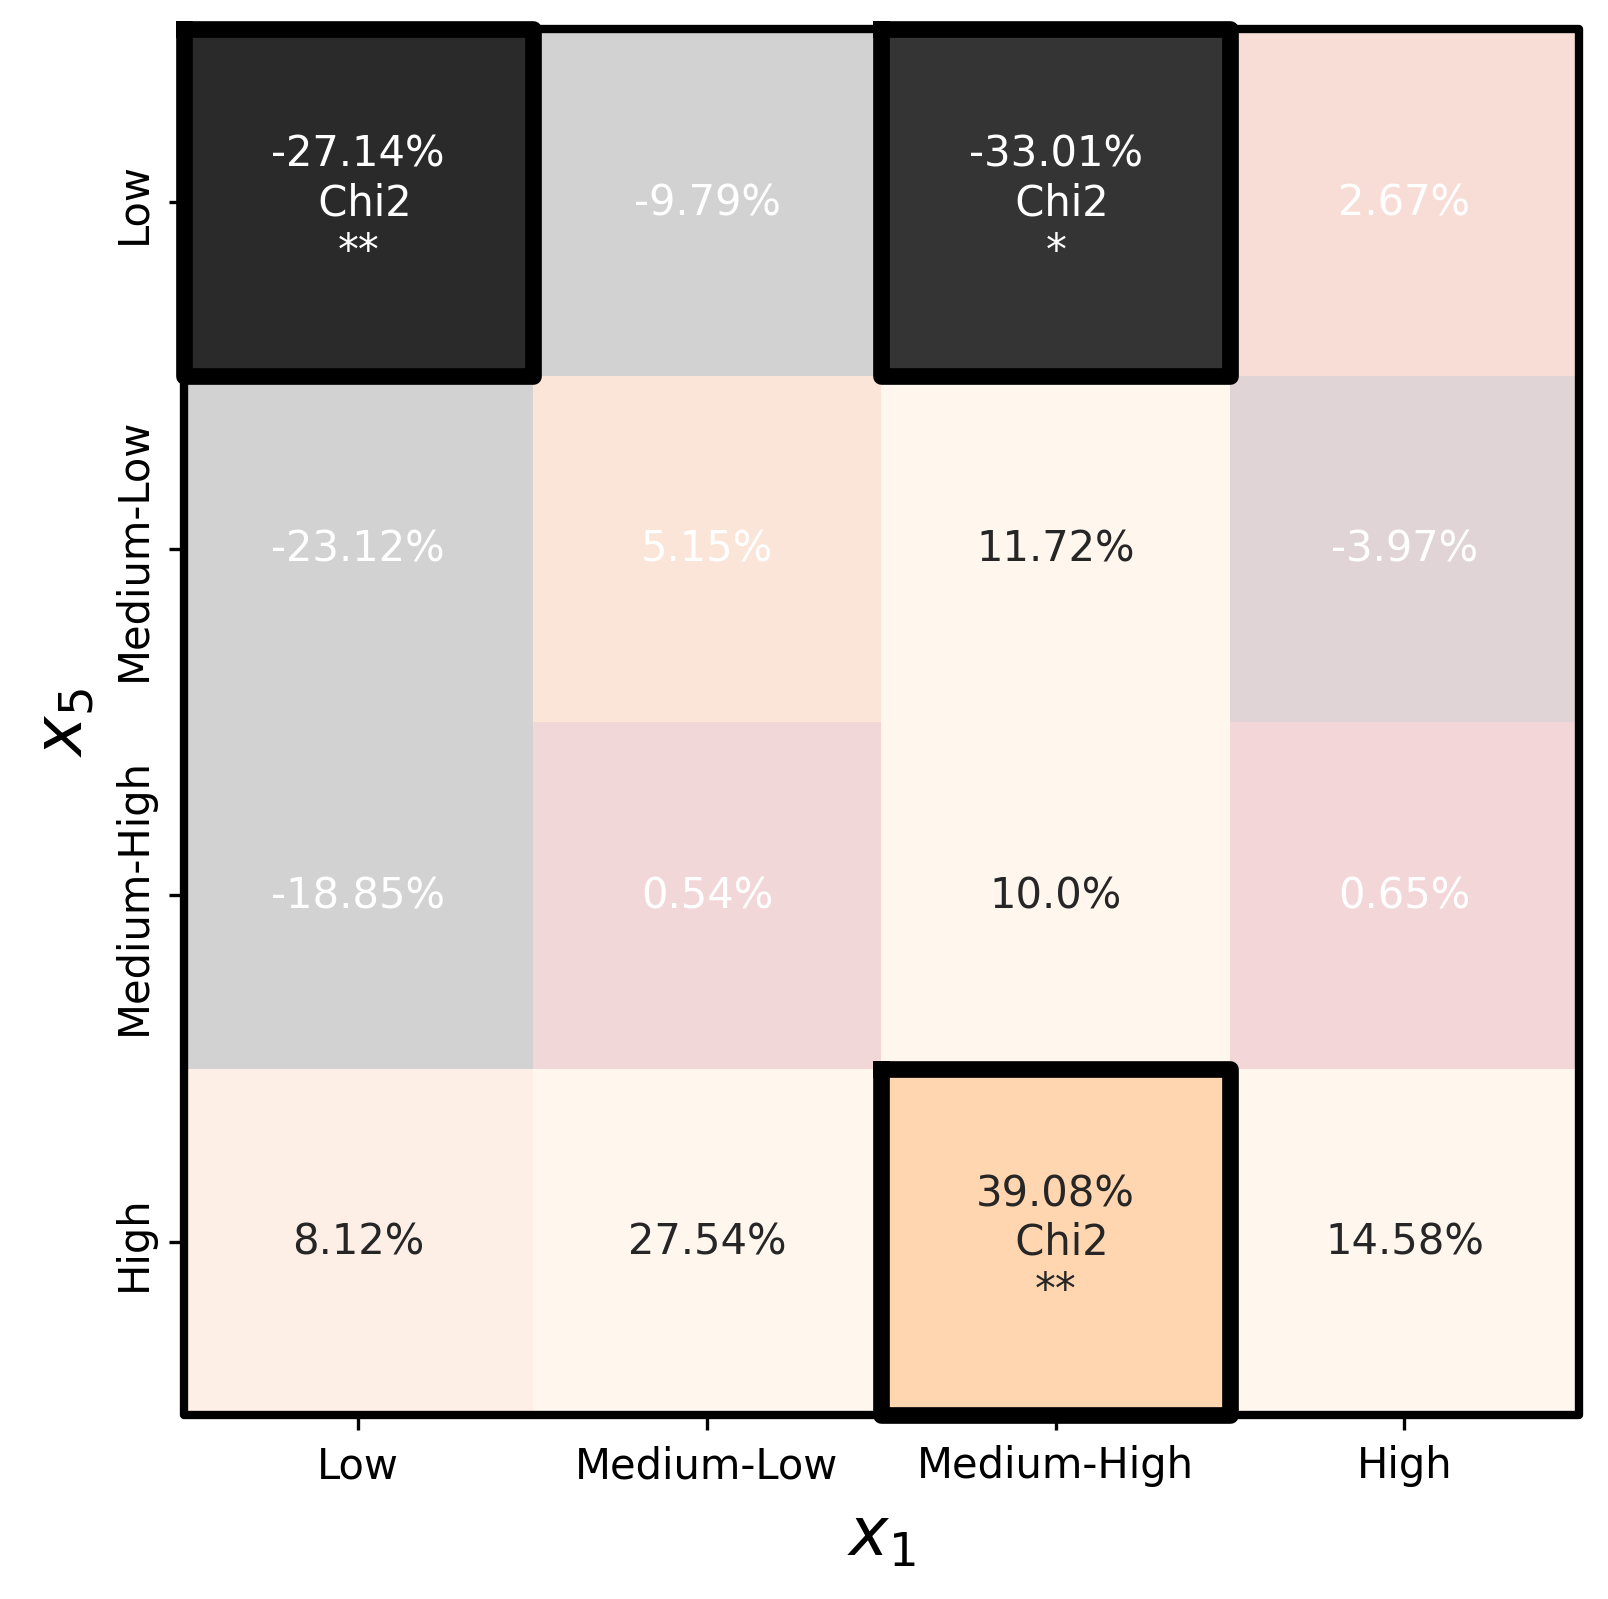 Low
-27.14%
Chi2
**
-9.79%
-33.01%
Chi2
*
2.67%
Medium-Low
-23.12%
5.15%
11.72%
-3.97%
x5
Medium-High
-18.85%
0.54%
10.0%
0.65%
High
8.12%
27.54%
39.08%
Chi2
**
14.58%
Low
Medium-Low
Medium-High
High
x1